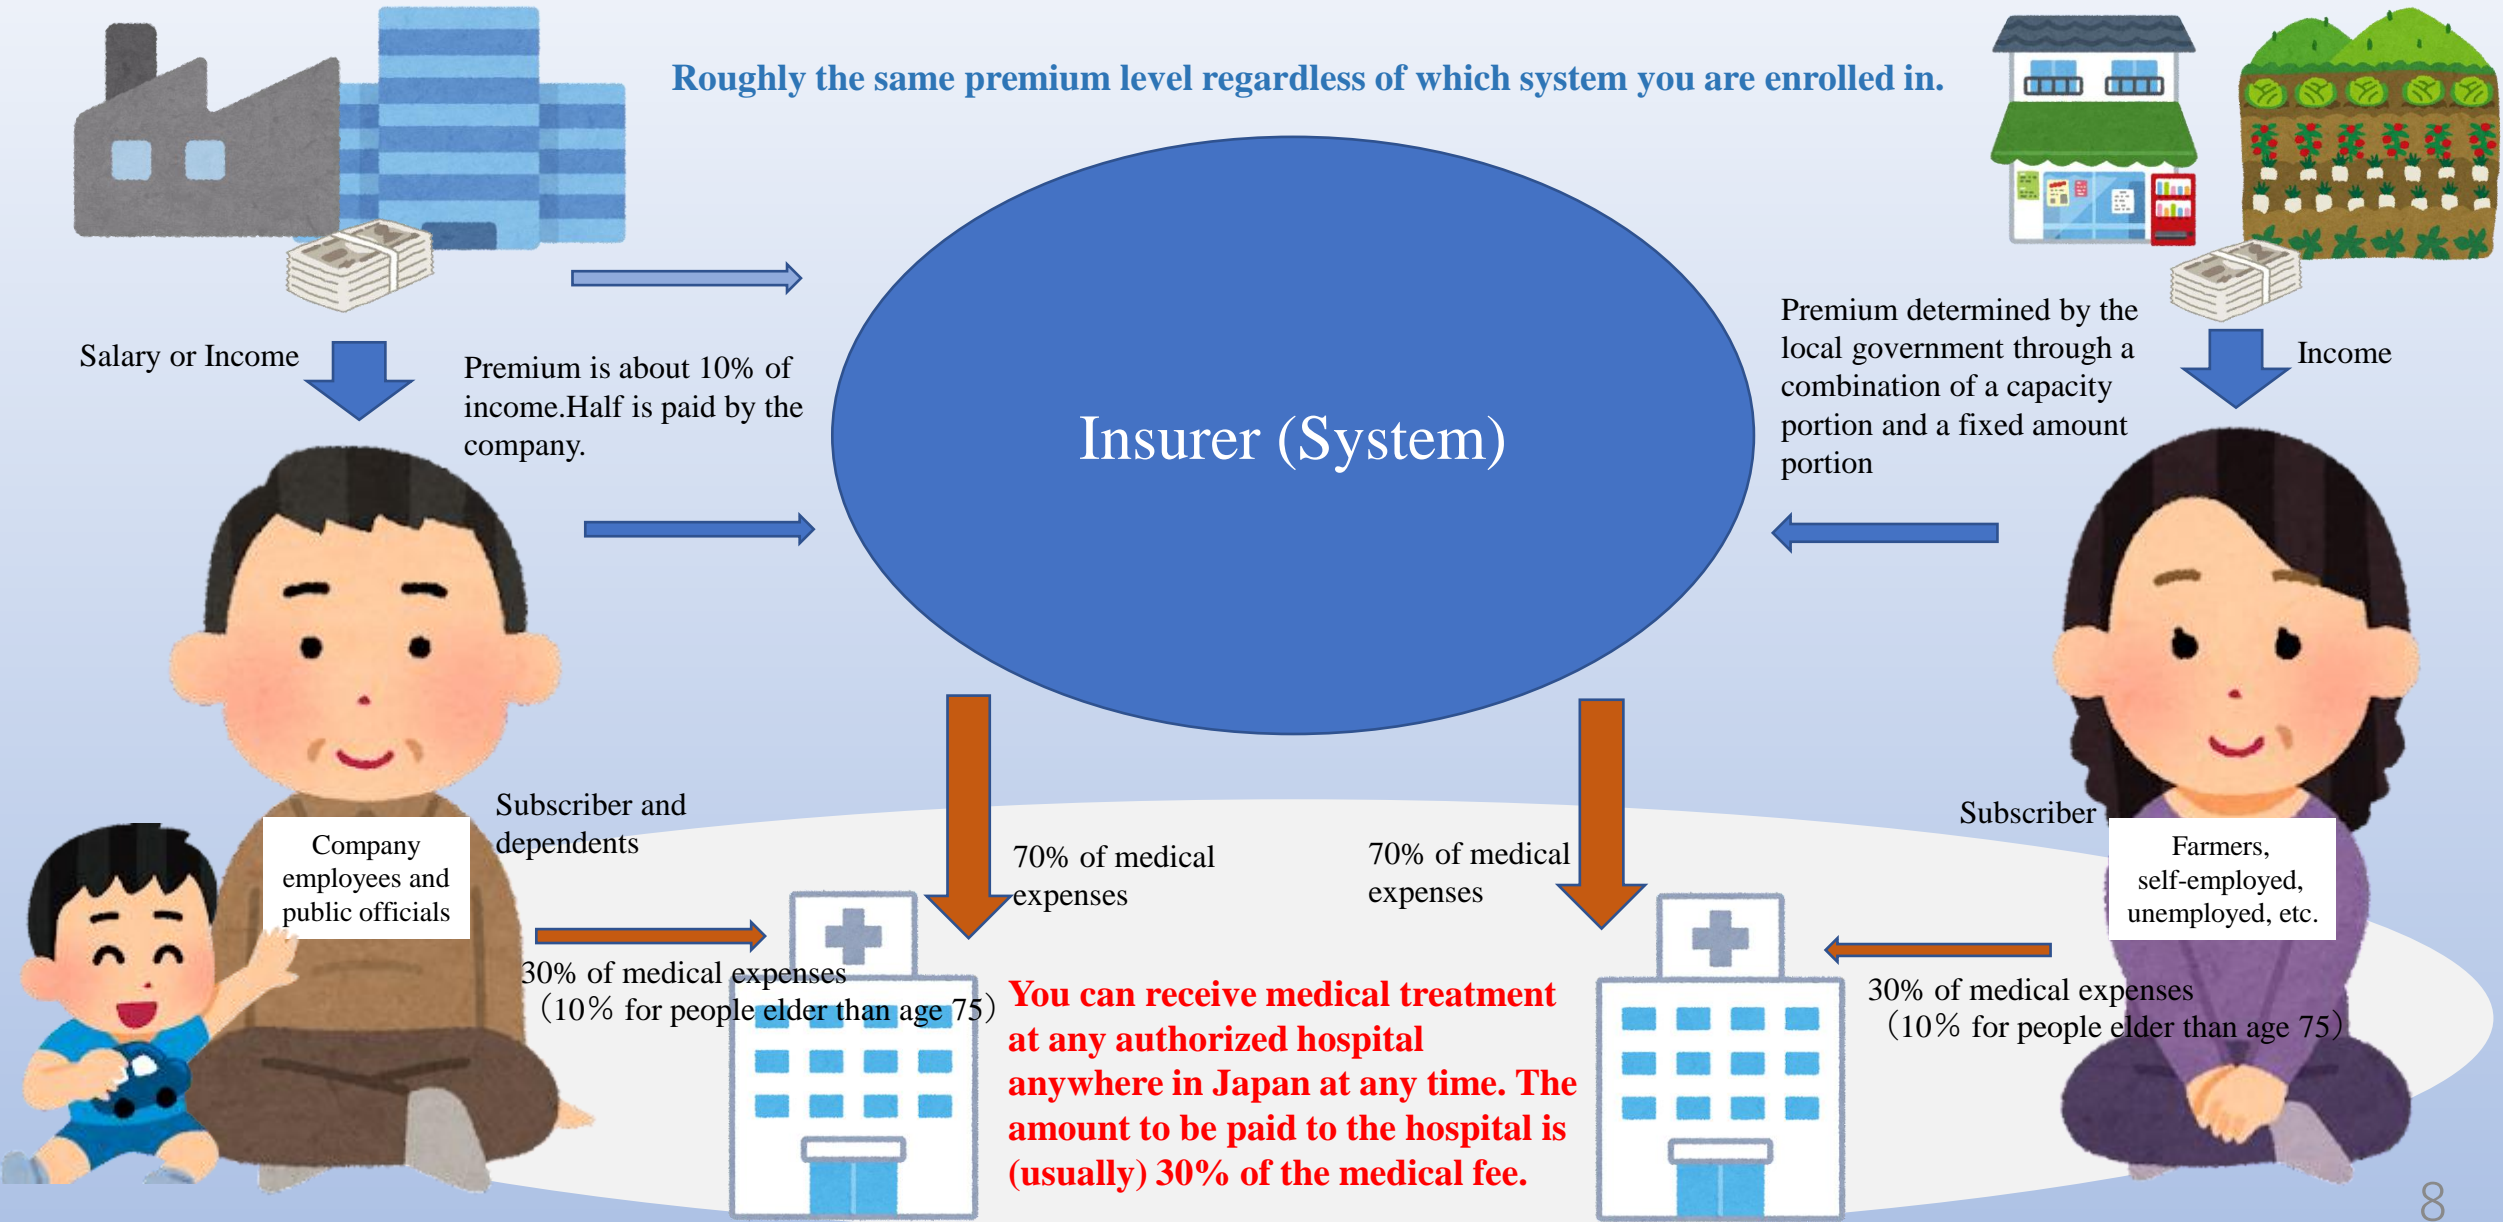 Roughly the same premium level regardless of which system you are enrolled in.
Salary or Income
Premium is about 10% of
income.Half is paid by the
company.
Insurer (System)
Premium determined by the
local government through a
combination of a capacity
portion and a fixed amount
portion
Income
Subscriber and
dependents
Company
employees and
public officials
70% of medical
expenses
70% of medical
expenses
Subscriber
Farmers,
self-employed,
unemployed, etc.
30% of medical expenses
（10% for people elder than age 75）
You can receive medical treatment
at any authorized hospital
anywhere in Japan at any time. The
amount to be paid to the hospital is
(usually) 30% of the medical fee.
30% of medical expenses
（10% for people elder than age 75）
8